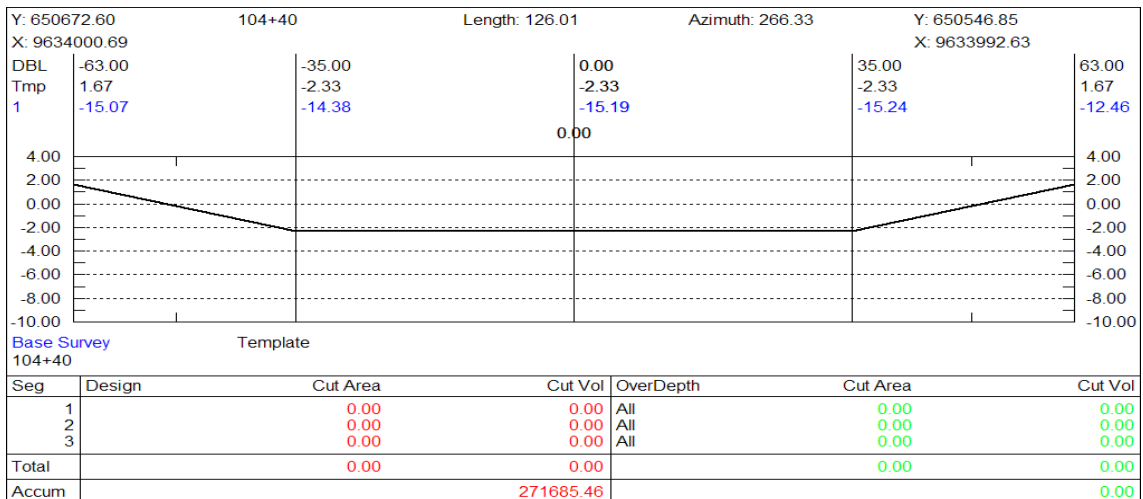 Y: 650672.60 104+40 Length: 126.01 Azimuth: 266.33 Y: 650546.85
X: 9634000.69 X: 9633992.63
DBL -63.00 -35.00 0.00 35.00 63.00
Tmp 1.67 -2.33 -2.33 -2.33 1.67
1 -15.07 -14.38 -15.19 -15.24 -12.46
0.00
4.00 4.00
2.00 2.00
0.00 0.00
-2.00 -2.00
-4.00 -4.00
-6.00 -6.00
-8.00 -8.00
-10.00 -10.00
Base Survey Template
104+40
Seg Design Cut Area Cut Vol OverDepth Cut Area Cut Vol
1 0.00 0.00 All 0.00 0.00
2 0.00 0.00 All 0.00 0.00
3 0.00 0.00 All 0.00 0.00
Total 0.00 0.00 0.00 0.00
Accum 271685.46 0.00